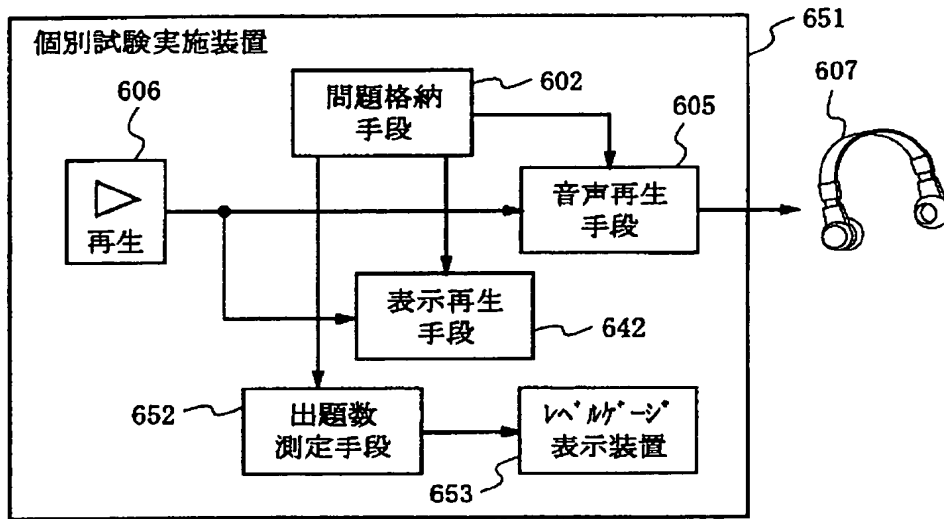 651
個別試験実施装置
607
606
問題格納
手段
602
605
再生
音声再生
手段
表示再生
手段
642
652
出題数
測定手段
ﾚﾍﾞﾙｹﾞｰｼﾞ
表示装置
653